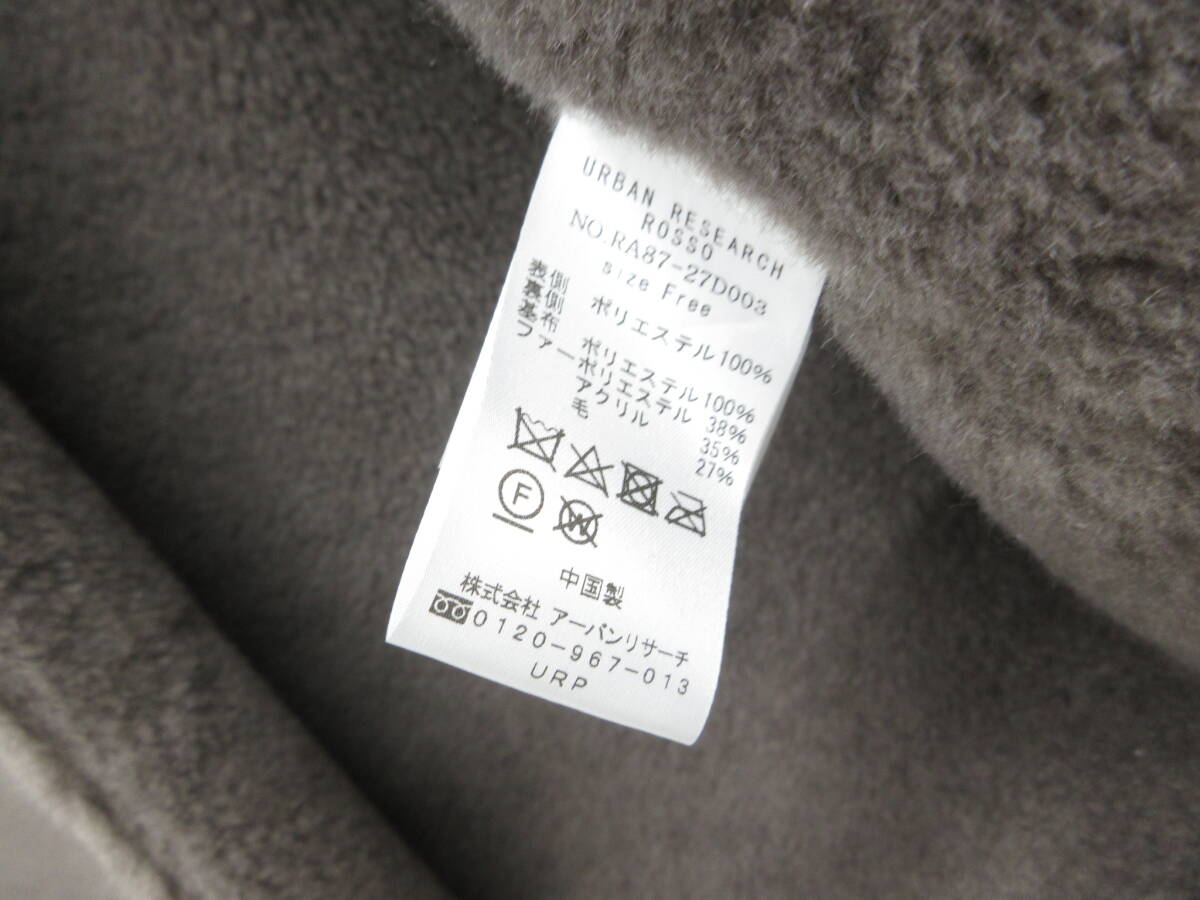 URBAN RESEARCH
ROSSO
NO.RA87-27D003
size Free
表側
裏側 ポリエステル100%
基布 ポリエステル100%
ファー ポリエステル 38%
アクリル 35%
毛 27%
F W
中国製
株式会社 アーバンリサーチ
0120-967-013
URP